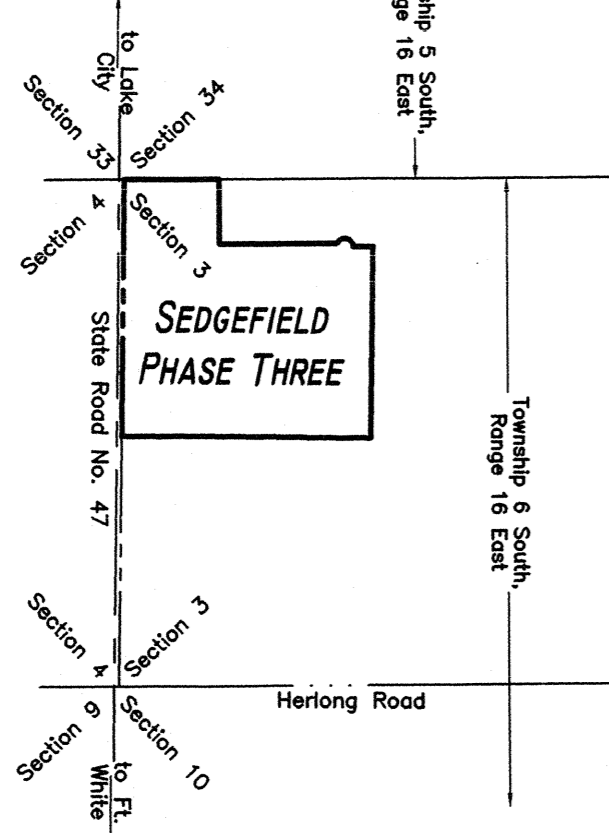 ship 5 South,
ge 16 East
to Lake
City
Section 33
Section 34
Section 4
Section 3
SEDGEFIELD
PHASE THREE
State Road No. 47
Township 6 South,
Range 16 East
Section 4
Section 3
Herlong Road
Section 9
Section 10
to Ft.
White